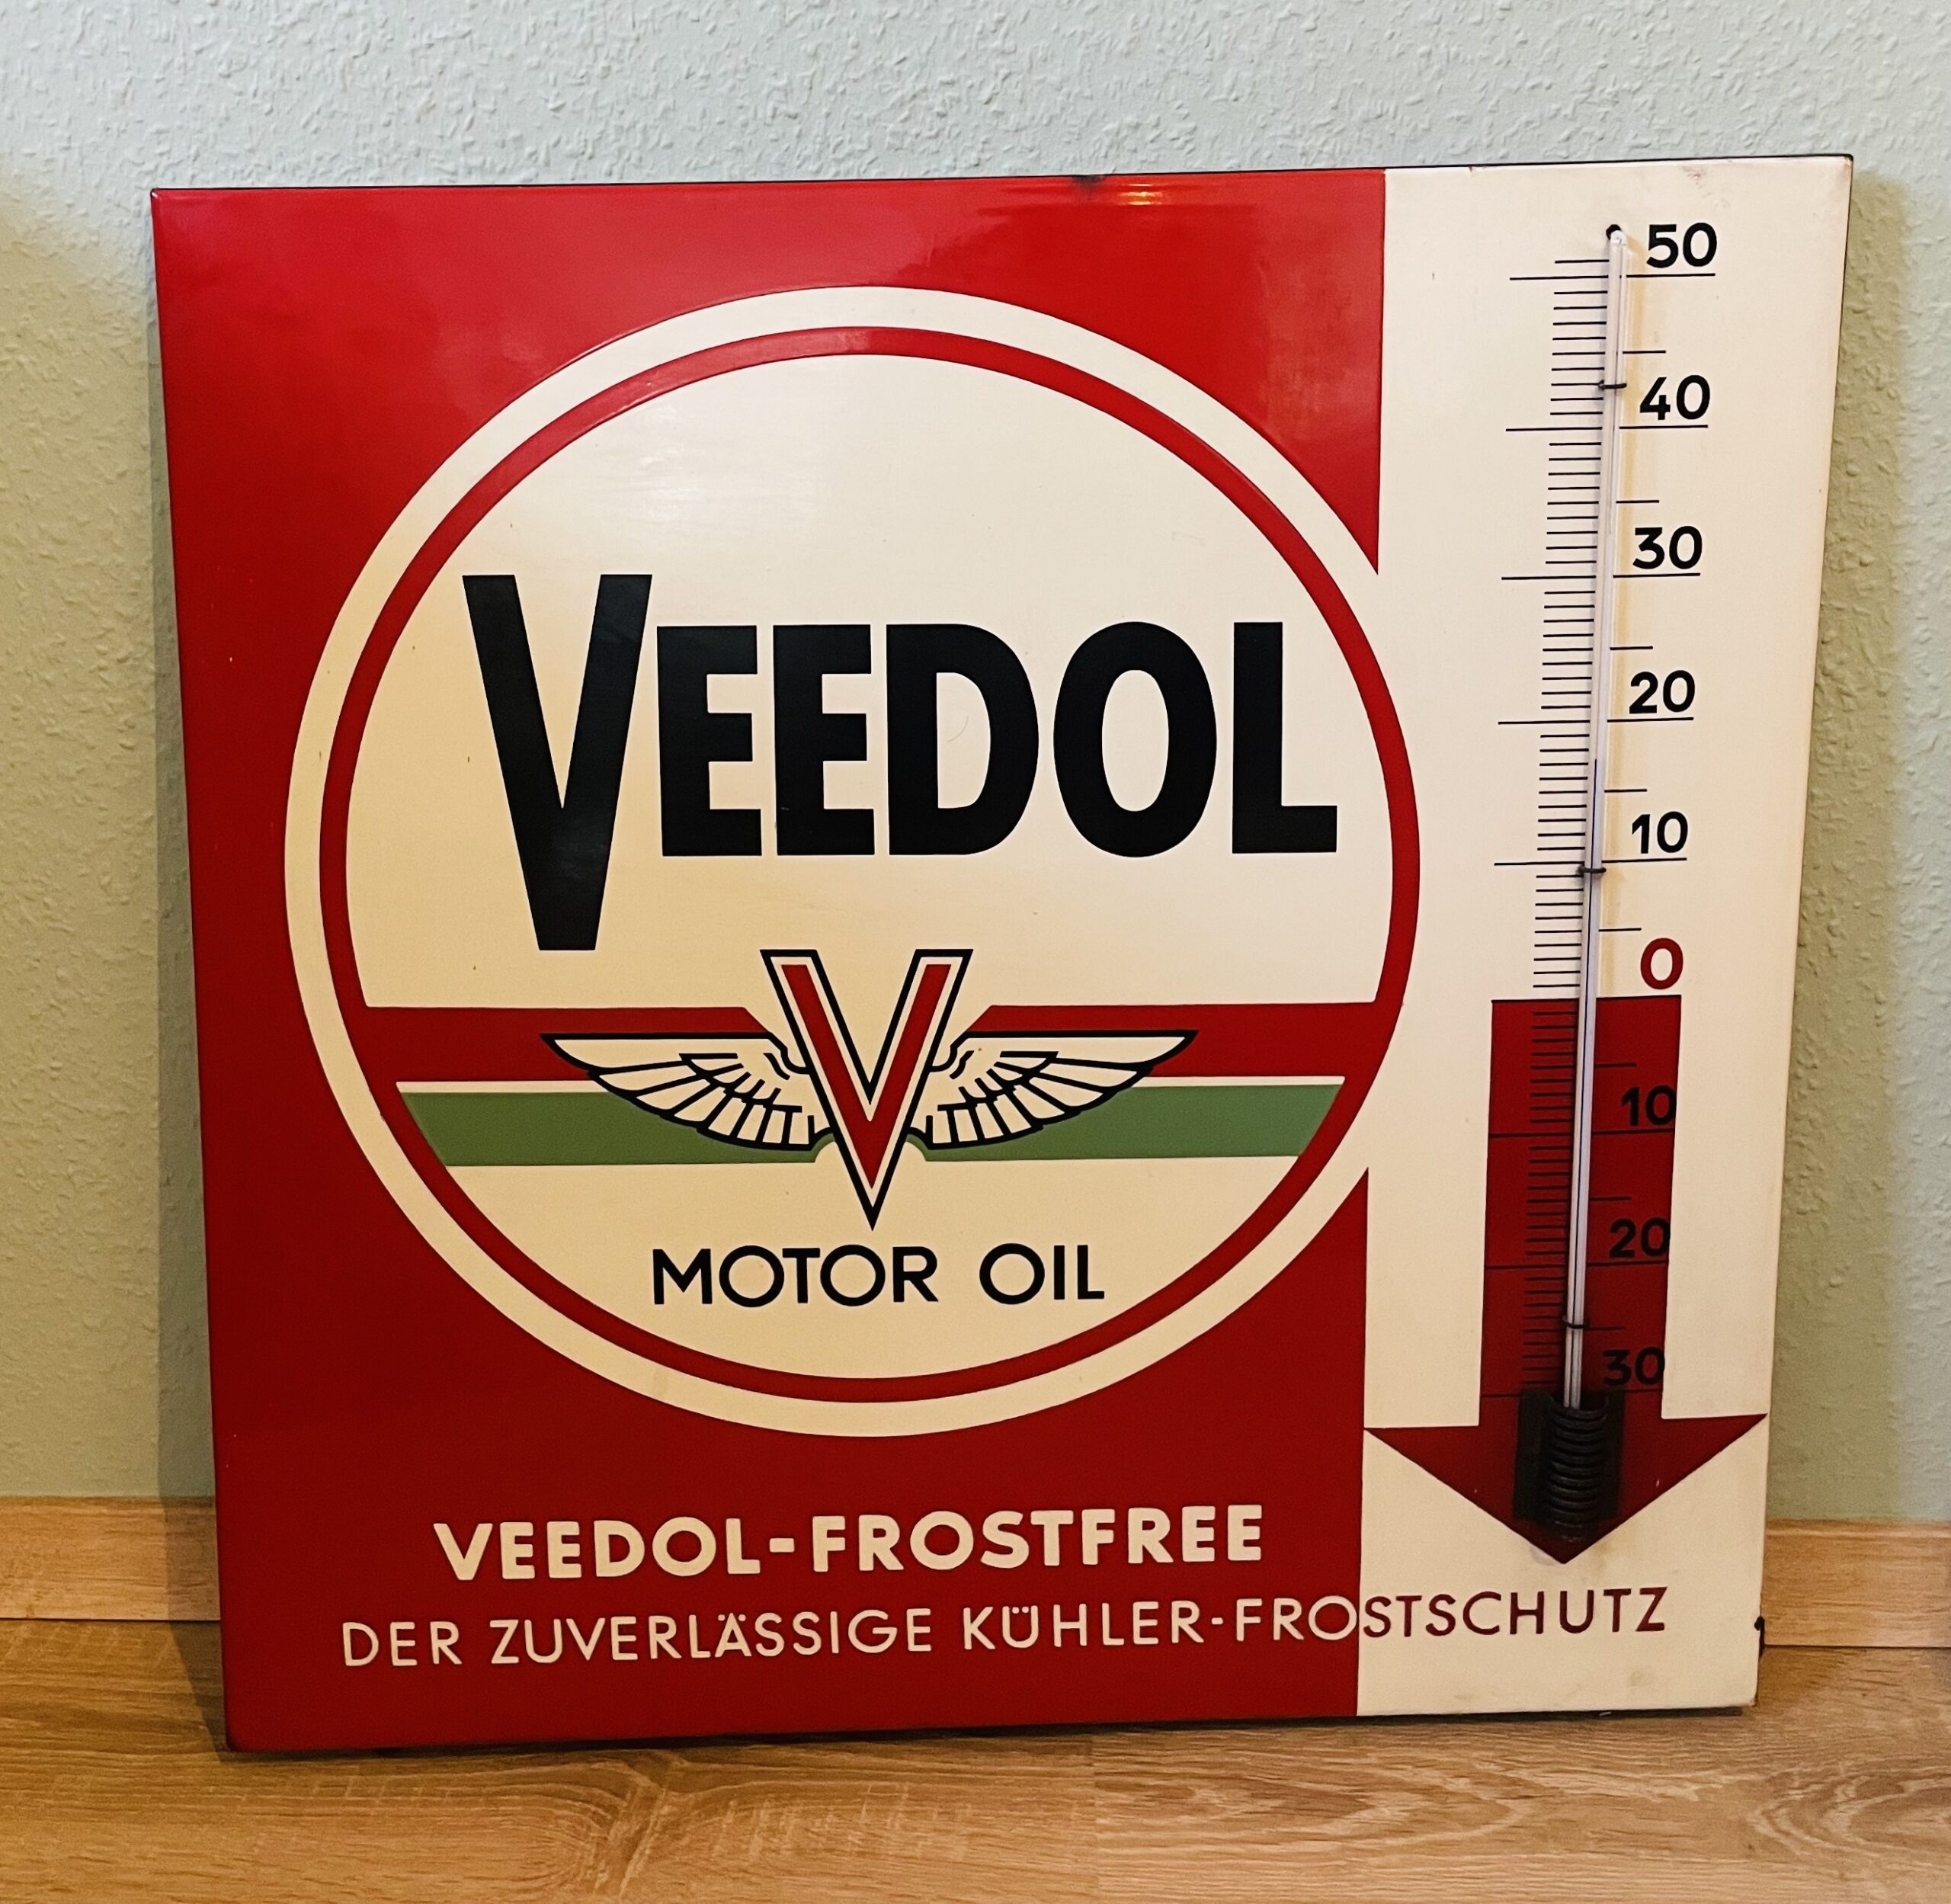 VEEDOL
V
MOTOR OIL
VEEDOL-FROSTFREE
DER ZUVERLÄSSIGE KÜHLER-FROSTSCHUTZ
50
40
30
20
10
0
10
20
30